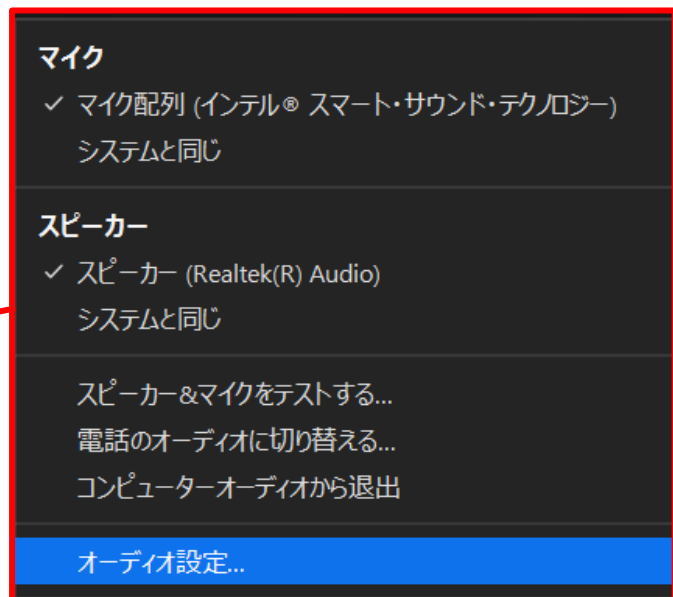 マイク
✓ マイク配列 (インテル® スマート・サウンド・テクノロジー)
システムと同じ
スピーカー
✓ スピーカー (Realtek(R) Audio)
システムと同じ
スピーカー&マイクをテストする...
電話のオーディオに切り替える...
コンピューターオーディオから退出
オーディオ設定...